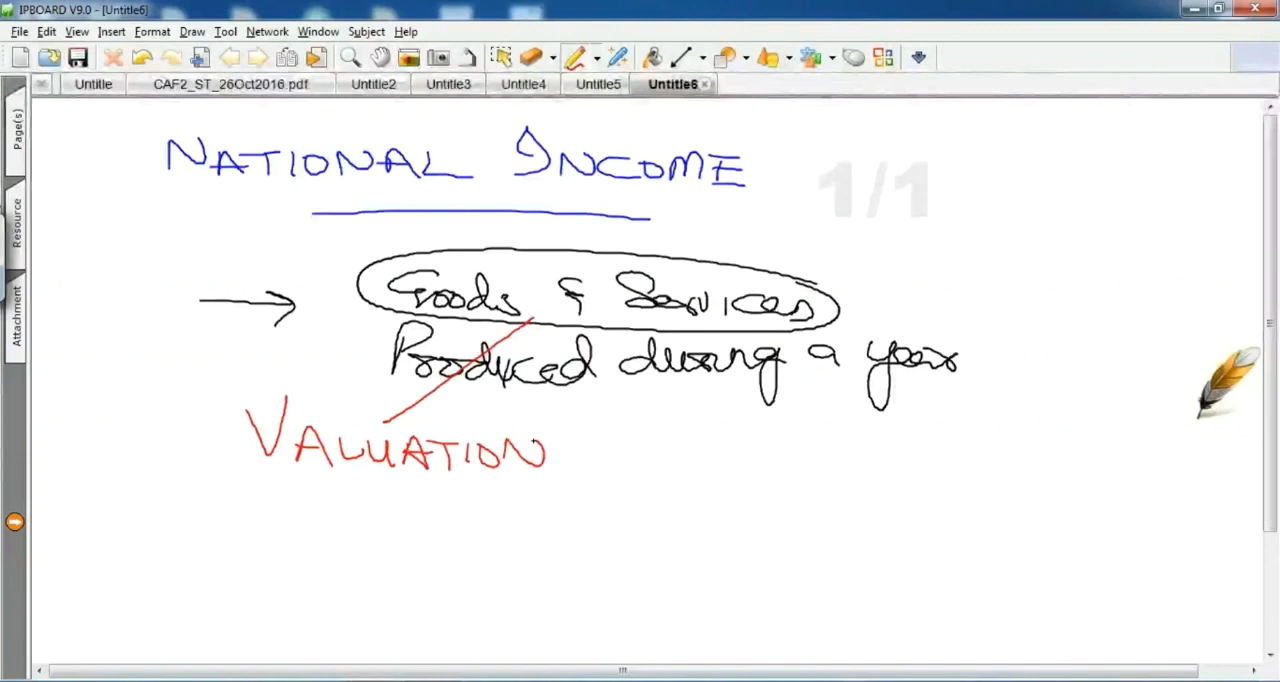 IPBOARD V9.0 - [Untitle6]
File Edit View Insert Format Draw Tool Network Window Subject Help
Untitle CAF2_ST_26Oct2016.pdf Untitle2 Untitle3 Untitle4 Untitle5 Untitle6
Page(s)
Resource
Attachment
NATIONAL INCOME
1/1
→ Goods & Services
Produced during a year
VALUATION